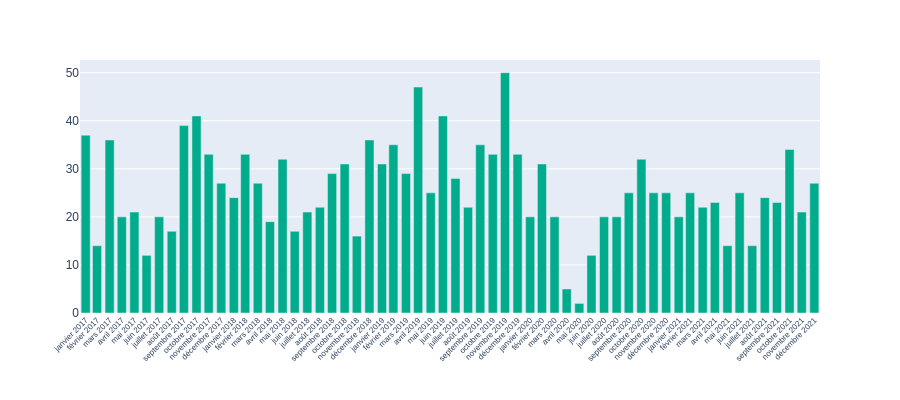 50
40
30
20
10
0
janvier 2017
février 2017
mars 2017
avril 2017
mai 2017
juin 2017
juillet 2017
août 2017
septembre 2017
octobre 2017
novembre 2017
décembre 2017
janvier 2018
février 2018
mars 2018
avril 2018
mai 2018
juin 2018
juillet 2018
août 2018
septembre 2018
octobre 2018
novembre 2018
décembre 2018
janvier 2019
février 2019
mars 2019
avril 2019
mai 2019
juin 2019
juillet 2019
août 2019
septembre 2019
octobre 2019
novembre 2019
décembre 2019
janvier 2020
février 2020
mars 2020
avril 2020
mai 2020
juin 2020
juillet 2020
août 2020
septembre 2020
octobre 2020
novembre 2020
décembre 2020
janvier 2021
février 2021
mars 2021
avril 2021
mai 2021
juin 2021
juillet 2021
août 2021
septembre 2021
octobre 2021
novembre 2021
décembre 2021